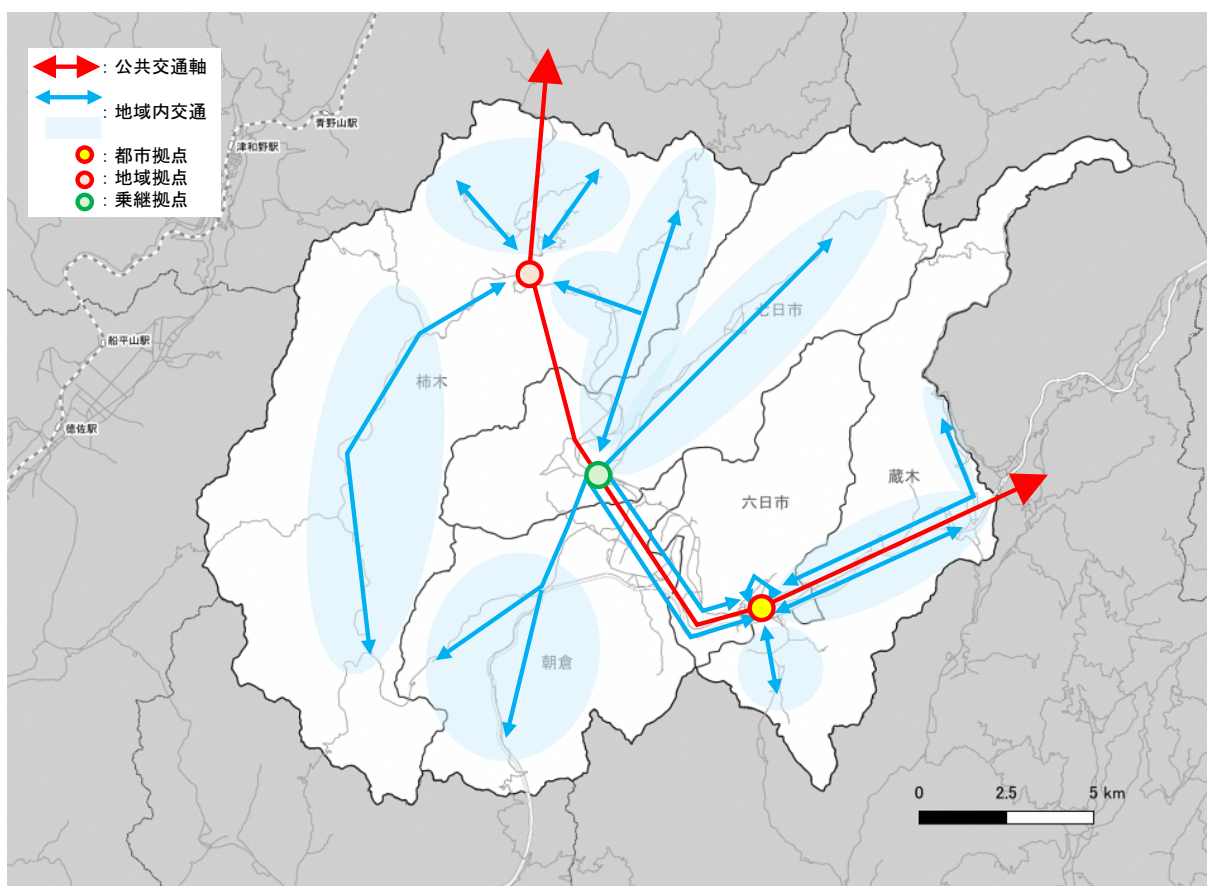 : 公共交通軸
: 地域内交通
: 都市拠点
: 地域拠点
: 乗継拠点
青野山駅
津和野駅
船平山駅
徳佐駅
七日市
柿木
蔵木
六日市
朝倉
0 2.5 5 km